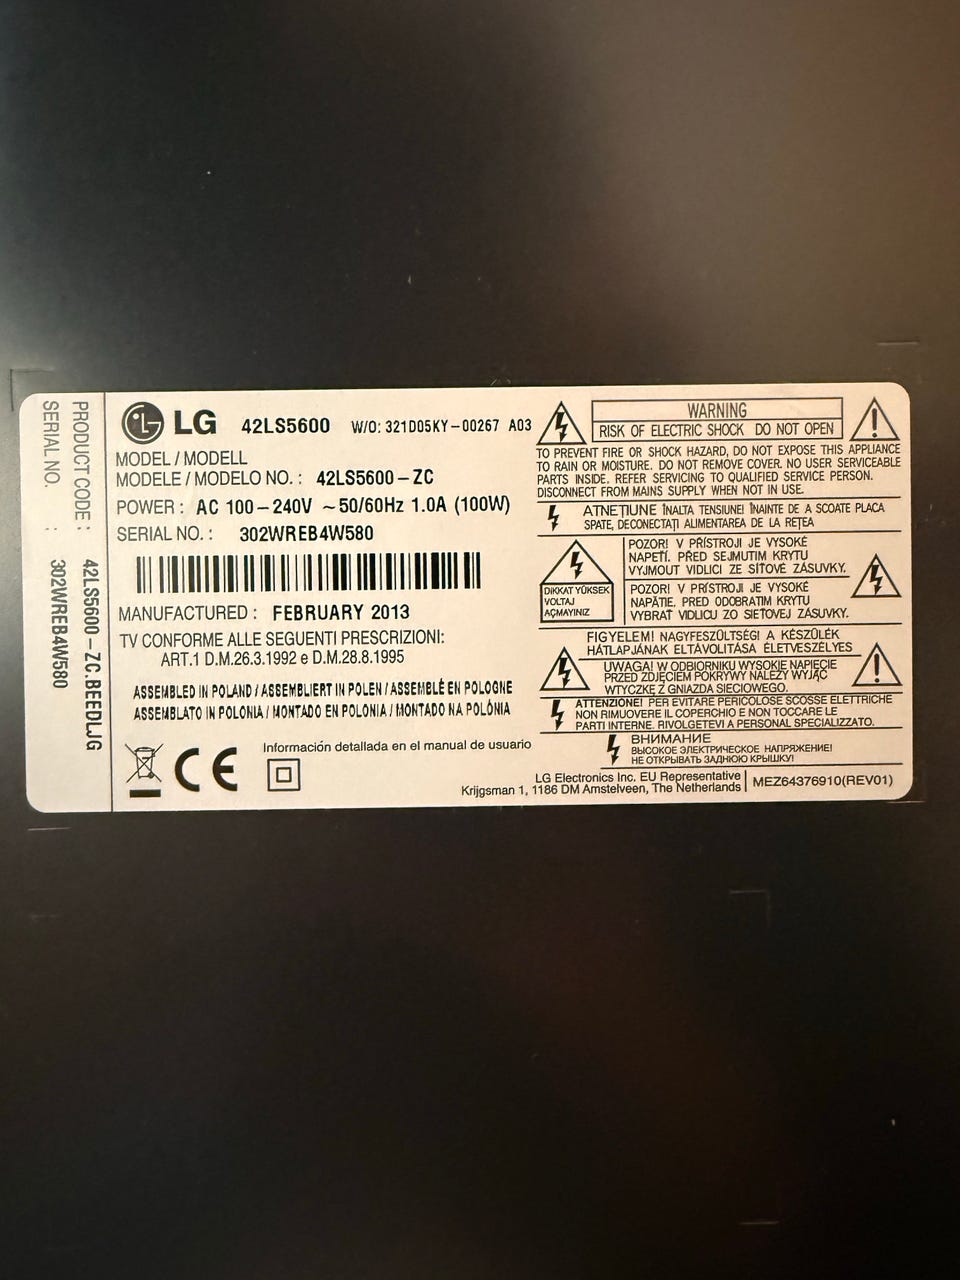 PRODUCT CODE : 42LS5600-ZC.BEEDLJG
SERIAL NO. : 302WREB4W580
LG 42LS5600 W/O: 321D05KY-00267 A03
MODEL / MODELL
MODELE / MODELO NO. : 42LS5600-ZC
POWER : AC 100-240V ~50/60Hz 1.0A (100W)
SERIAL NO. : 302WREB4W580
MANUFACTURED : FEBRUARY 2013
TV CONFORME ALLE SEGUENTI PRESCRIZIONI:
ART.1 D.M.26.3.1992 e D.M.28.8.1995
ASSEMBLED IN POLAND / ASSEMBLIERT IN POLEN / ASSEMBLÉ EN POLOGNE
ASSEMBLATO IN POLONIA / MONTADO EN POLONIA / MONTADO NA POLÓNIA
Información detallada en el manual de usuario
CE
WARNING
RISK OF ELECTRIC SHOCK DO NOT OPEN
TO PREVENT FIRE OR SHOCK HAZARD, DO NOT EXPOSE THIS APPLIANCE
TO RAIN OR MOISTURE. DO NOT REMOVE COVER. NO USER SERVICEABLE
PARTS INSIDE. REFER SERVICING TO QUALIFIED SERVICE PERSON.
DISCONNECT FROM MAINS SUPPLY WHEN NOT IN USE.
ATNEȚIUNE ÎNALTA TENSIUNE! ÎNAINTE DE A SCOATE PLACA
SPATE, DECONECTAȚI ALIMENTAREA DE LA REȚEA
DIKKAT YÜKSEK
VOLTAJ
AÇMAYINIZ
POZOR! V PŘÍSTROJI JE VYSOKÉ
NAPETÍ. PŘED SEJMUTIM KRYTU
VYJMOUT VIDLICI ZE SÍŤOVÉ ZÁSUVKY.
POZOR! V PRÍSTROJI JE VYSOKÉ
NAPÄTIE. PRED ODOBRATIM KRYTU
VYBRAT VIDLICU ZO SIEŤOVEJ ZÁSUVKY.
FIGYELEM! NAGYFESZÜLTSÉG! A KÉSZÜLÉK
HÁTLAPJÁNAK ELTÁVOLITÁSA ÉLETVESZÉLYES
UWAGA! W ODBIORNIKU WYSOKIE NAPIĘCIE
PRZED ZDJĘCIEM POKRYWY NALEŻY WYJĄĆ
WTYCZKĘ Z GNIAZDA SIECIOWEGO.
ATTENZIONE! PER EVITARE PERICOLOSE SCOSSE ELETTRICHE
NON RIMUOVERE IL COPERCHIO E NON TOCCARE LE
PARTI INTERNE. RIVOLGETEVI A PERSONAL SPECIALIZZATO.
ВНИМАНИЕ
ВЫСОКОЕ ЭЛЕКТРИЧЕСКОЕ НАПРЯЖЕНИЕ!
НЕ ОТКРЫВАТЬ ЗАДНЮЮ КРЫШКУ!
LG Electronics Inc. EU Representative
Krijgsman 1, 1186 DM Amstelveen, The Netherlands
MEZ64376910(REV01)